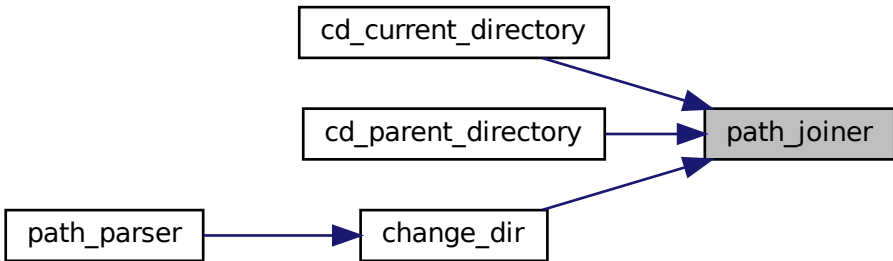 cd_current_directory
cd_parent_directory
path_joiner
path_parser
change_dir